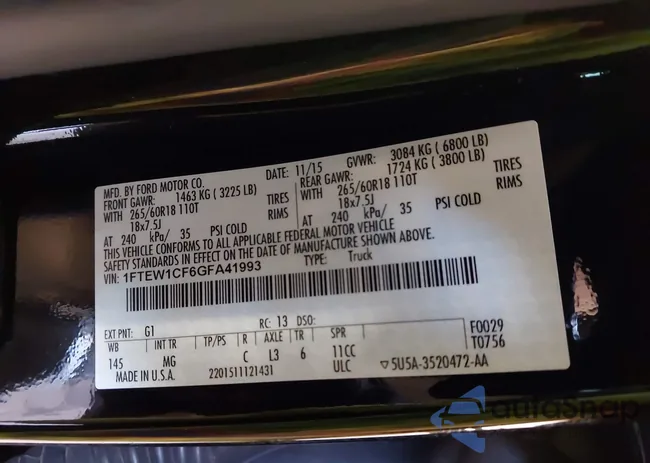 MFD. BY FORD MOTOR CO. DATE: 11/15 GVWR: 3084 KG ( 6800 LB)
FRONT GAWR: 1463 KG ( 3225 LB) REAR GAWR: 1724 KG ( 3800 LB)
WITH 265/60R18 110T TIRES WITH 265/60R18 110T TIRES
18x7.5J RIMS 18x7.5J RIMS
AT 240 kPa/ 35 PSI COLD AT 240 kPa/ 35 PSI COLD
THIS VEHICLE CONFORMS TO ALL APPLICABLE FEDERAL MOTOR VEHICLE
SAFETY STANDARDS IN EFFECT ON THE DATE OF MANUFACTURE SHOWN ABOVE.
VIN: 1FTEW1CF6GFA41993 TYPE: Truck
EXT PNT: G1 RC: 13 DSO: F0029
WB INT TR TP/PS R AXLE TR SPR T0756
145 MG C L3 6 11CC
MADE IN U.S.A. 2201511121431 ULC 5U5A-3520472-AA
autoSnap